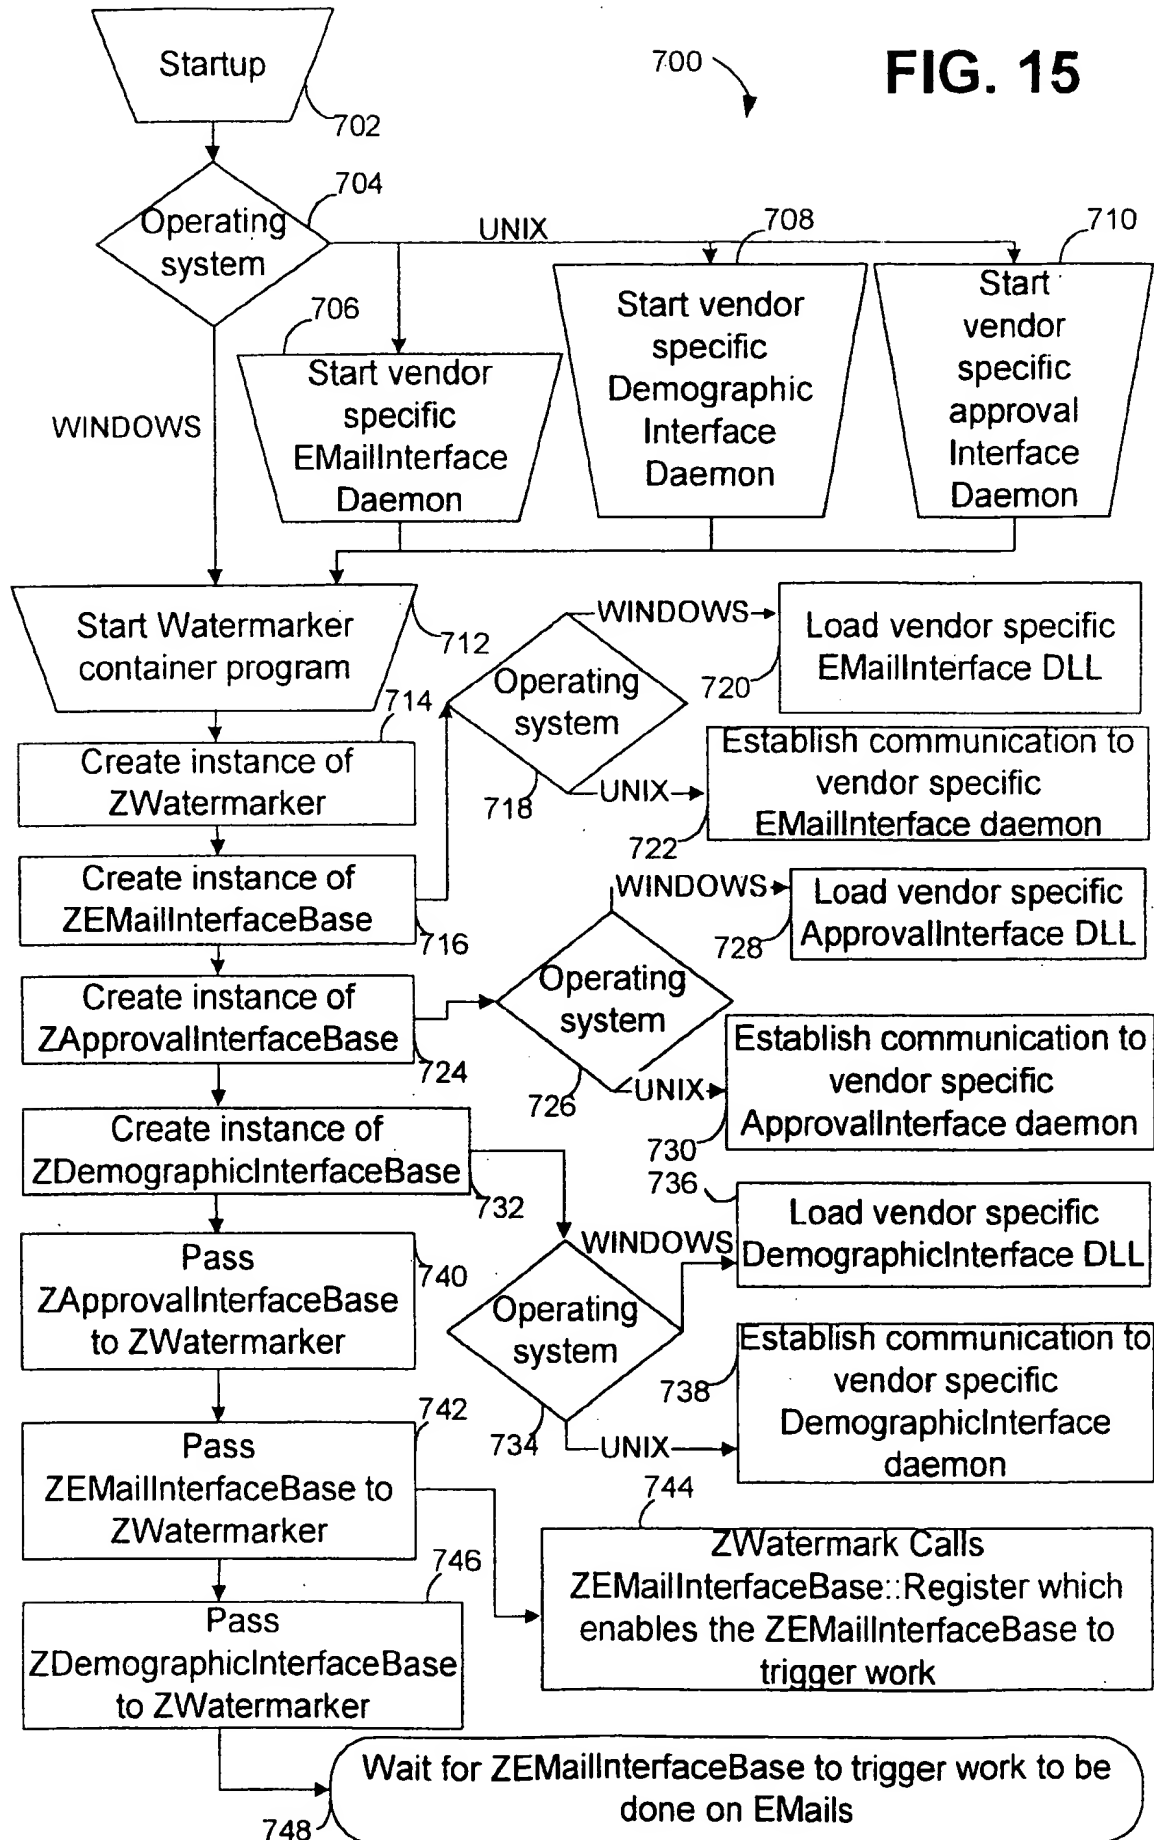 FIG. 15
700
Startup
702
Operating
system
704
UNIX
WINDOWS
706
Start vendor
specific
EMailInterface
Daemon
708
Start vendor
specific
Demographic
Interface
Daemon
710
Start
vendor
specific
approval
Interface
Daemon
Start Watermarker
container program
712
714
Create instance of
ZWatermarker
Create instance of
ZEMailInterfaceBase
716
Operating
system
718
WINDOWS
720
Load vendor specific
EMailInterface DLL
UNIX
722
Establish communication to
vendor specific
EMailInterface daemon
Create instance of
ZApprovalInterfaceBase
724
Operating
system
726
WINDOWS
728
Load vendor specific
ApprovalInterface DLL
UNIX
730
Establish communication to
vendor specific
ApprovalInterface daemon
Create instance of
ZDemographicInterfaceBase
732
Operating
system
734
WINDOWS
736
Load vendor specific
DemographicInterface DLL
UNIX
738
Establish communication to
vendor specific
DemographicInterface
daemon
Pass
ZApprovalInterfaceBase
to ZWatermarker
740
742
Pass
ZEMailInterfaceBase to
ZWatermarker
744
ZWatermark Calls
ZEMailInterfaceBase::Register which
enables the ZEMailInterfaceBase to
trigger work
746
Pass
ZDemographicInterfaceBase
to ZWatermarker
Wait for ZEMailInterfaceBase to trigger work to be
done on EMails
748